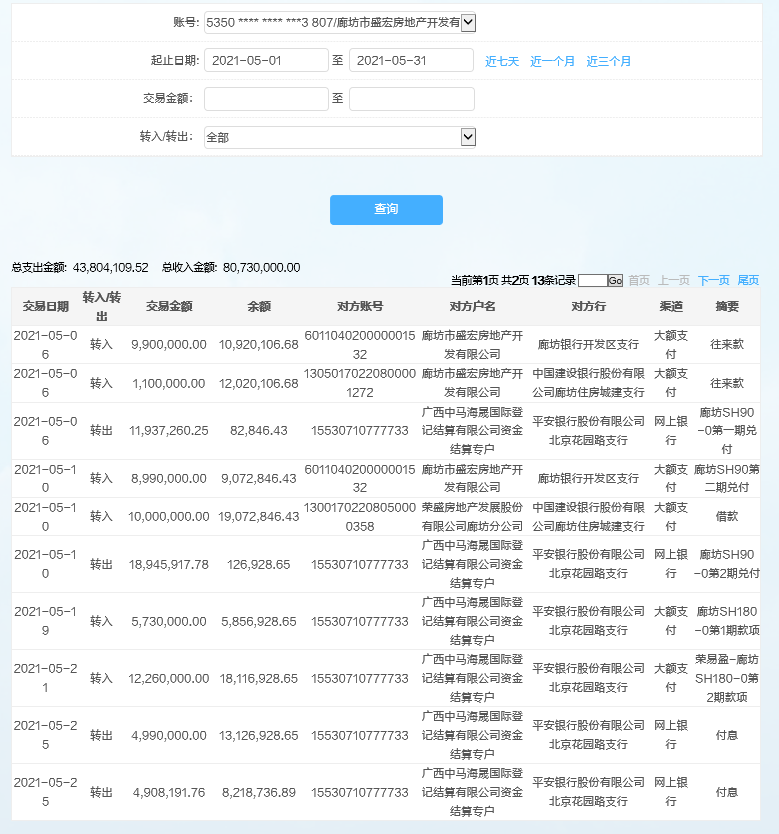 账号: 5350 **** **** ***3 807/廊坊市盛宏房地产开发有
起止日期: 2021-05-01 至 2021-05-31 近七天 近一个月 近三个月
交易金额: 至
转入/转出: 全部
查询
总支出金额: 43,804,109.52 总收入金额: 80,730,000.00
当前第1页 共2页 13条记录 Go 首页 上一页 下一页 尾页
交易日期 转入/转 交易金额 余额 对方账号 对方户名 对方行 渠道 摘要
出
2021-05-0 转入 9,900,000.00 10,920,106.68 6011040200000015 廊坊市盛宏房地产开 廊坊银行开发区支行 大额支 往来款
6 32 发有限公司 付
2021-05-0 转入 1,100,000.00 12,020,106.68 1305017022080000 廊坊市盛宏房地产开 中国建设银行股份有限 大额支 往来款
6 1272 发有限公司 公司廊坊住房城建支行 付
2021-05-0 转出 11,937,260.25 82,846.43 15530710777733 广西中马海晟国际登 平安银行股份有限公司 网上银 廊坊SH90
6 记结算有限公司资金 北京花园路支行 行 -0第一期兑
结算专户 付
2021-05-1 转入 8,990,000.00 9,072,846.43 6011040200000015 廊坊市盛宏房地产开 廊坊银行开发区支行 大额支 廊坊SH90第
0 32 发有限公司 付 二期兑付
2021-05-1 转入 10,000,000.00 19,072,846.43 1300170220805000 荣盛房地产发展股份 中国建设银行股份有限 大额支 借款
0 0358 有限公司廊坊分公司 公司廊坊住房城建支行 付
2021-05-1 转出 18,945,917.78 126,928.65 15530710777733 广西中马海晟国际登 平安银行股份有限公司 网上银 廊坊SH90
0 记结算有限公司资金 北京花园路支行 行 -0第2期兑付
结算专户
2021-05-1 转入 5,730,000.00 5,856,928.65 15530710777733 广西中马海晟国际登 平安银行股份有限公司 大额支 廊坊SH180
9 记结算有限公司资金 北京花园路支行 付 -0第1期款项
结算专户
2021-05-2 转入 12,260,000.00 18,116,928.65 15530710777733 广西中马海晟国际登 平安银行股份有限公司 大额支 荣易盈-廊坊
1 记结算有限公司资金 北京花园路支行 付 SH180-0第
结算专户 2期款项
2021-05-2 转出 4,990,000.00 13,126,928.65 15530710777733 广西中马海晟国际登 平安银行股份有限公司 网上银 付息
5 记结算有限公司资金 北京花园路支行 行
结算专户
2021-05-2 转出 4,908,191.76 8,218,736.89 15530710777733 广西中马海晟国际登 平安银行股份有限公司 网上银 付息
5 记结算有限公司资金 北京花园路支行 行
结算专户